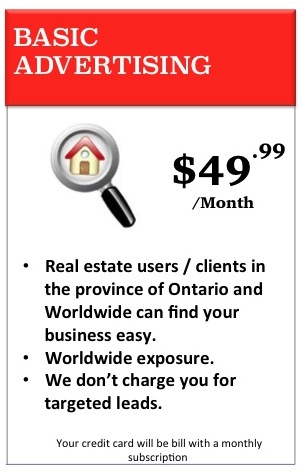 BASIC
ADVERTISING
$49.99
/Month
• Real estate users / clients in
the province of Ontario and
Worldwide can find your
business easy.
• Worldwide exposure.
• We don't charge you for
targeted leads.
Your credit card will be bill with a monthly
subscription